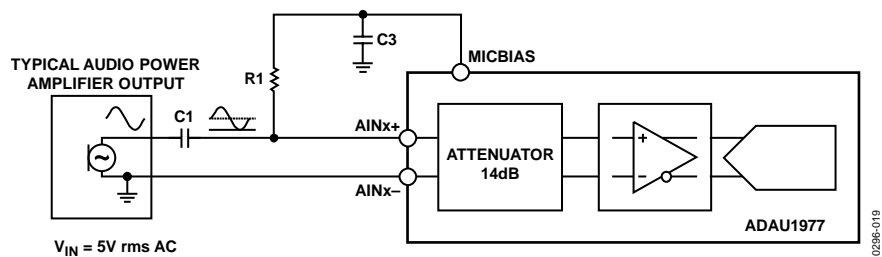 C3
MICBIAS
TYPICAL AUDIO POWER
AMPLIFIER OUTPUT
R1
C1
AINx+
ATTENUATOR
14dB
+
−
AINx−
ADAU1977
V_IN = 5V rms AC
0296-019